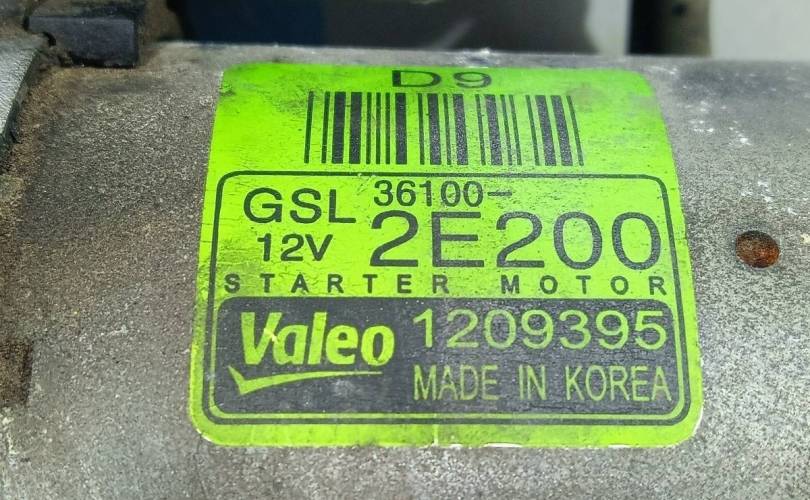 D9
GSL 36100-
12V 2E200
STARTER MOTOR
Valeo 1209395
MADE IN KOREA